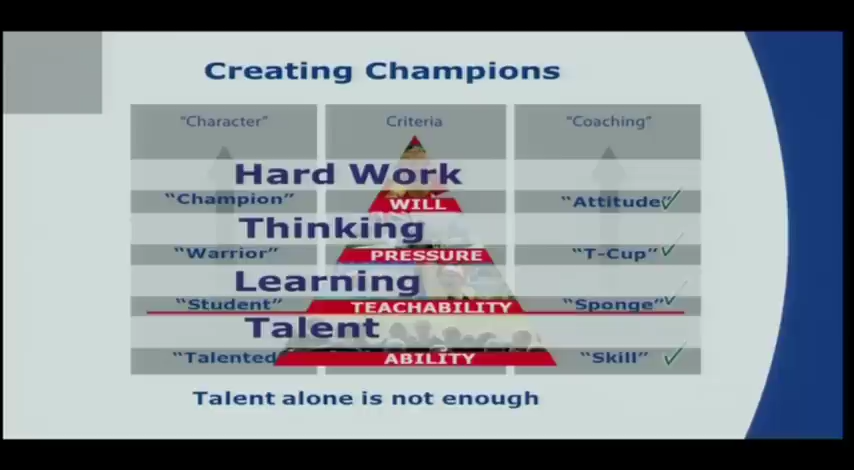 Creating Champions
"Character" Criteria "Coaching"
Hard Work
"Champion" WILL "Attitude"
Thinking
"Warrior" PRESSURE "T-Cup"
Learning
"Student" TEACHABILITY "Sponge"
Talent
"Talented ABILITY "Skill"
Talent alone is not enough